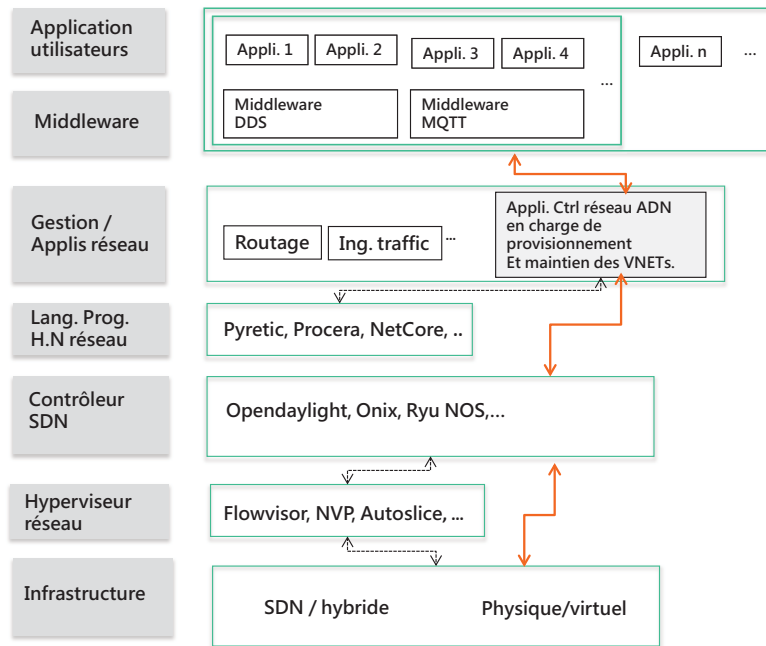 Application
utilisateurs
Appli. 1
Appli. 2
Appli. 3
Appli. 4
...
Appli. n
...
Middleware
Middleware
DDS
Middleware
MQTT
Gestion /
Applis réseau
Routage
Ing. traffic
...
Appli. Ctrl réseau ADN
en charge de
provisionnement
Et maintien des VNETs.
Lang. Prog.
H.N réseau
Pyretic, Procera, NetCore, ..
Contrôleur
SDN
Opendaylight, Onix, Ryu NOS,...
Hyperviseur
réseau
Flowvisor, NVP, Autoslice, ...
Infrastructure
SDN / hybride
Physique/virtuel